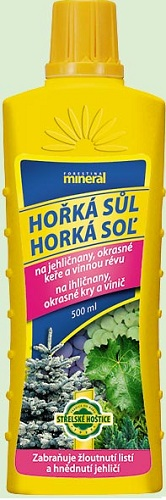 FORESTINA
mineral
HOŘKÁ SŮL
HORKÁ SOĽ
na jehličnany, okrasné
keře a vinnou révu
na ihličnany,
okrasné kry a vinič
500 ml
STŘELSKÉ HOŠTICE
Zabraňuje žloutnutí listí
a hnědnutí jehličí